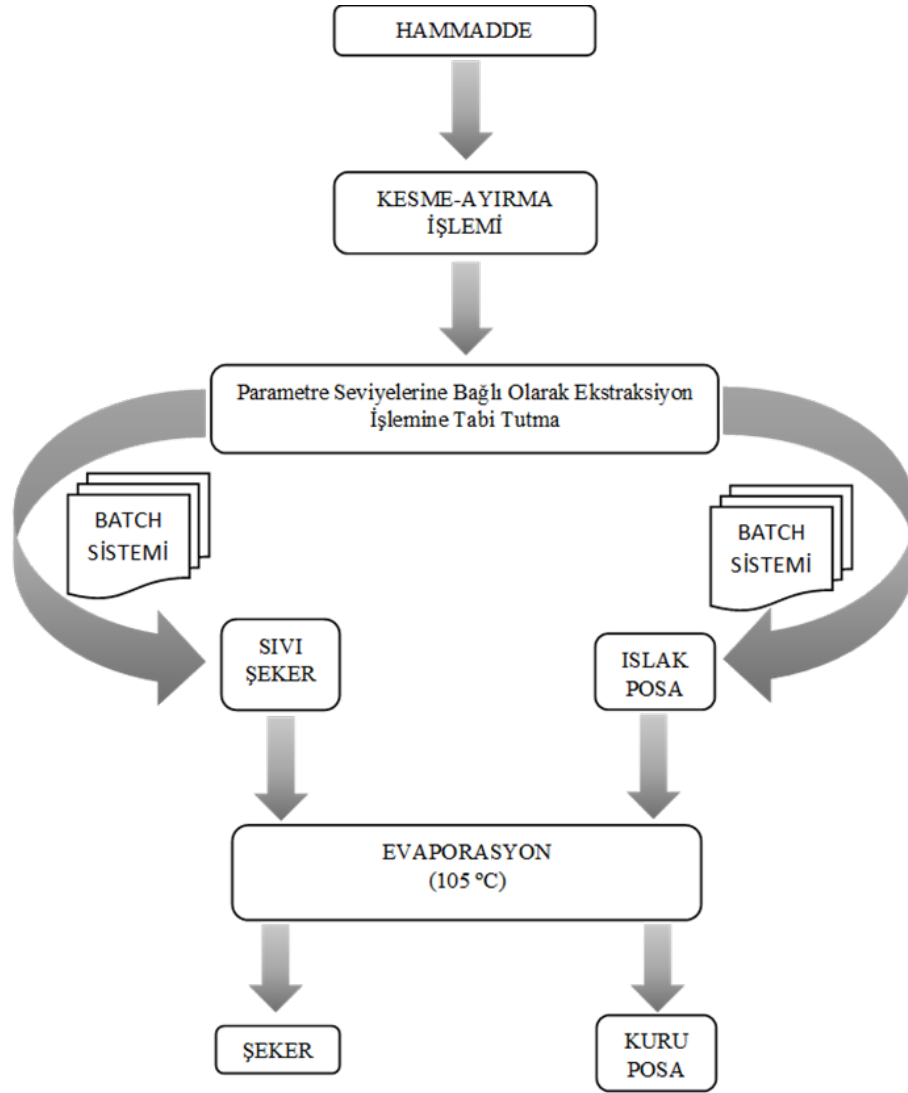 HAMMADDE
KESME-AYIRMA
İŞLEMİ
Parametre Seviyelerine Bağlı Olarak Ekstraksiyon
İşlemine Tabi Tutma
BATCH
SİSTEMİ
BATCH
SİSTEMİ
SIVI
ŞEKER
ISLAK
POSA
EVAPORASYON
(105 ºC)
ŞEKER
KURU
POSA